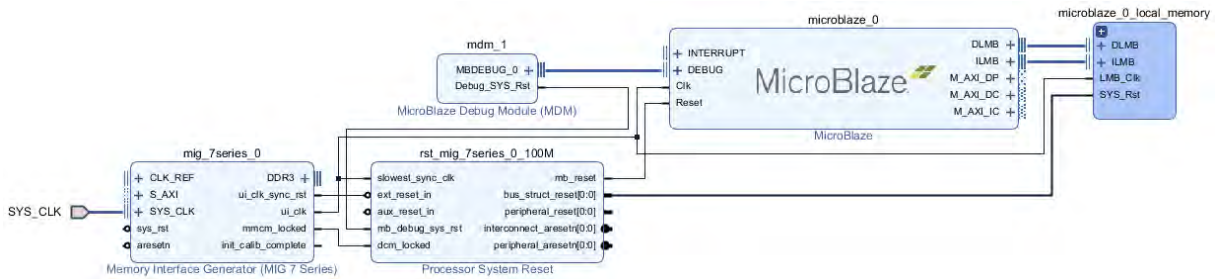 microblaze_0
microblaze_0_local_memory
mdm_1
MBDEBUG_0
Debug_SYS_Rst
MicroBlaze Debug Module (MDM)
INTERRUPT
DEBUG
Clk
Reset
MicroBlaze
DLMB
ILMB
M_AXI_DP
M_AXI_DC
M_AXI_IC
MicroBlaze
DLMB
ILMB
LMB_Clk
SYS_Rst
SYS_CLK
mig_7series_0
CLK_REF
S_AXI
SYS_CLK
sys_rst
aresetn
DDR3
ui_clk_sync_rst
ui_clk
mmcm_locked
init_calib_complete
Memory Interface Generator (MIG 7 Series)
rst_mig_7series_0_100M
slowest_sync_clk
ext_reset_in
aux_reset_in
mb_debug_sys_rst
dcm_locked
mb_reset
bus_struct_reset[0:0]
peripheral_reset[0:0]
interconnect_aresetn[0:0]
peripheral_aresetn[0:0]
Processor System Reset